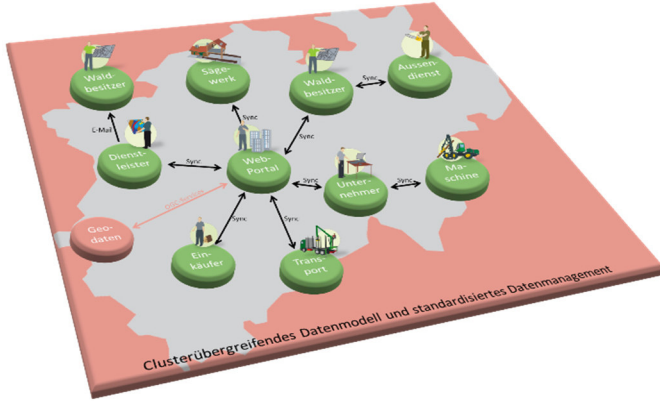 Wald-
besitzer
Säge-
werk
Wald-
besitzer
Aussen-
dienst
Sync
E-Mail
Sync
Sync
Dienst-
leister
Sync
Web-
Portal
Sync
Unter-
nehmer
Sync
Ma-
schine
Geo-
daten
Sync
Sync
Ein-
käufer
Trans-
port
Clusterübergreifendes Datenmodell und standardisiertes Datenmanagement